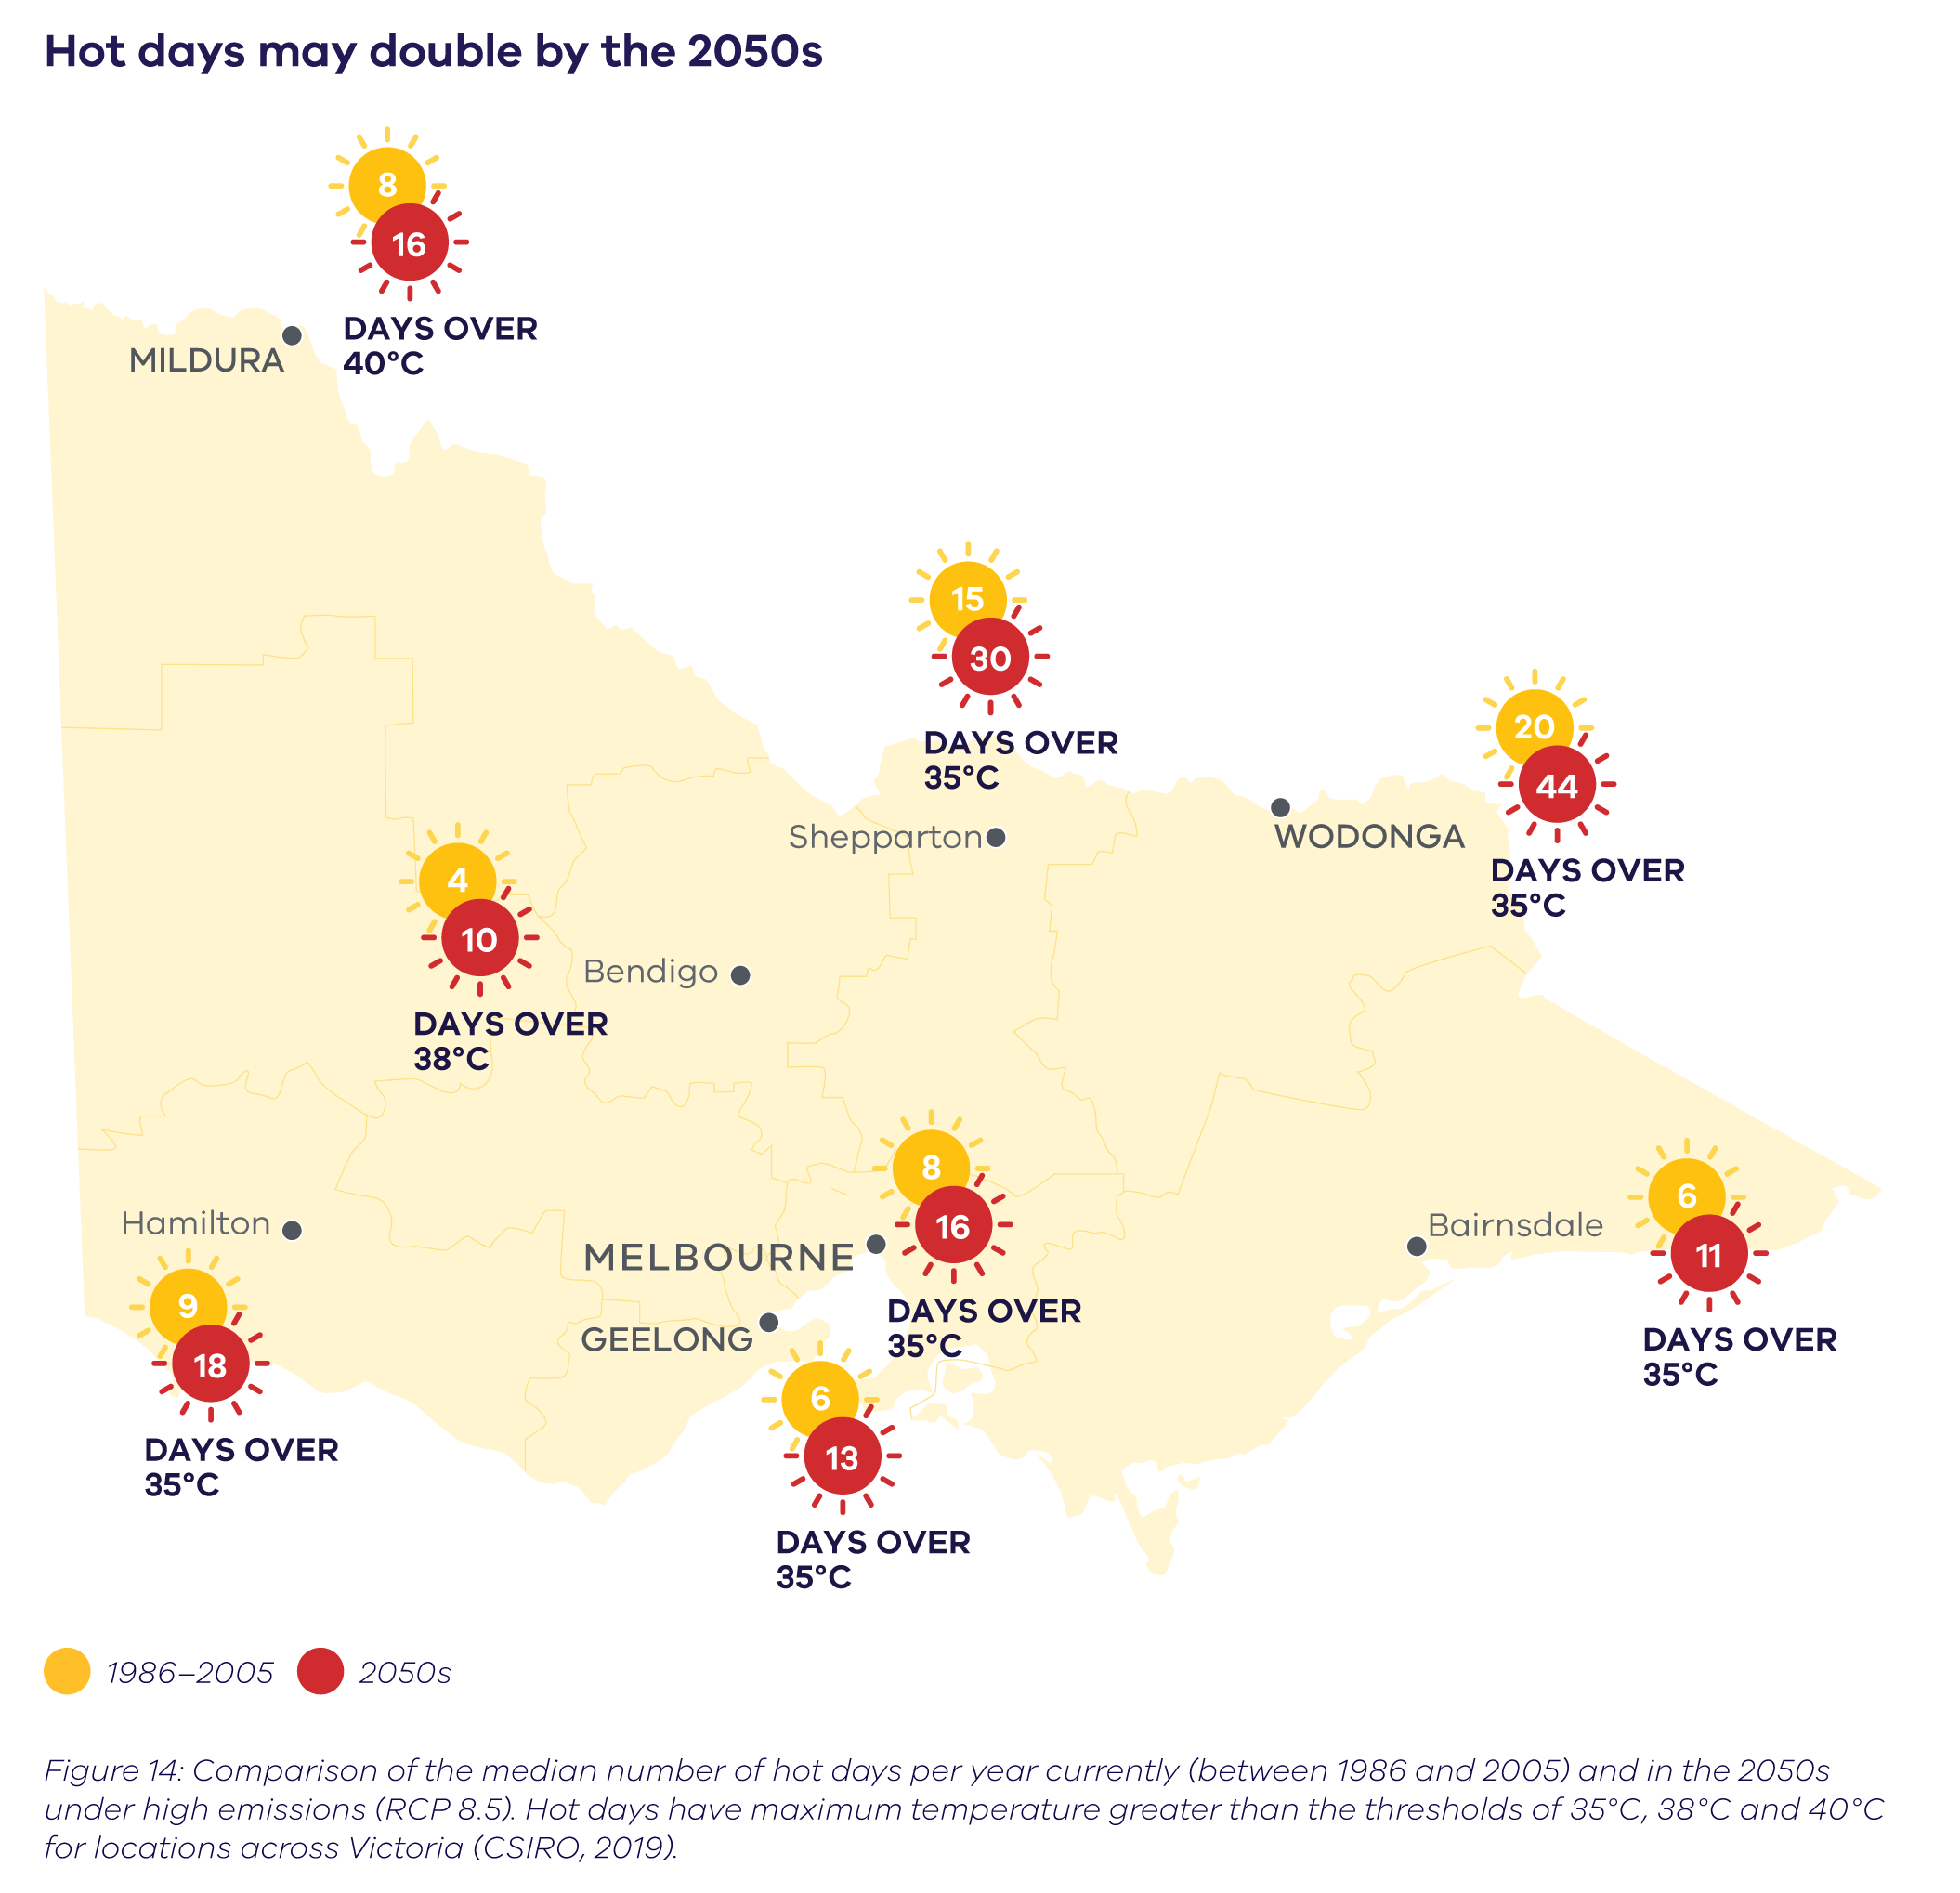 Hot days may double by the 2050s
8
16
DAYS OVER
40°C
MILDURA
15
30
DAYS OVER
35°C
Shepparton
20
44
DAYS OVER
35°C
WODONGA
4
10
DAYS OVER
38°C
Bendigo
8
16
DAYS OVER
35°C
MELBOURNE
6
11
DAYS OVER
35°C
Bairnsdale
Hamilton
9
18
DAYS OVER
35°C
GEELONG
6
13
DAYS OVER
35°C
1986–2005
2050s
Figure 14: Comparison of the median number of hot days per year currently (between 1986 and 2005) and in the 2050s
under high emissions (RCP 8.5). Hot days have maximum temperature greater than the thresholds of 35°C, 38°C and 40°C
for locations across Victoria (CSIRO, 2019).